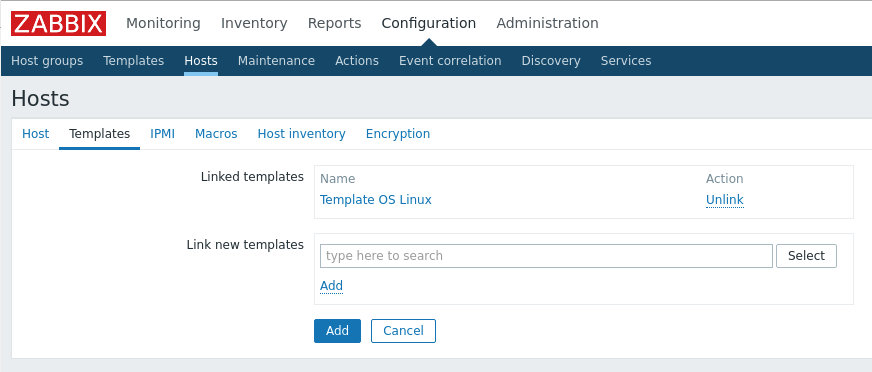 ZABBIX Monitoring Inventory Reports Configuration Administration
Host groups Templates Hosts Maintenance Actions Event correlation Discovery Services
Hosts
Host Templates IPMI Macros Host inventory Encryption
Linked templates Name Action
Template OS Linux Unlink
Link new templates type here to search Select
Add
Add Cancel